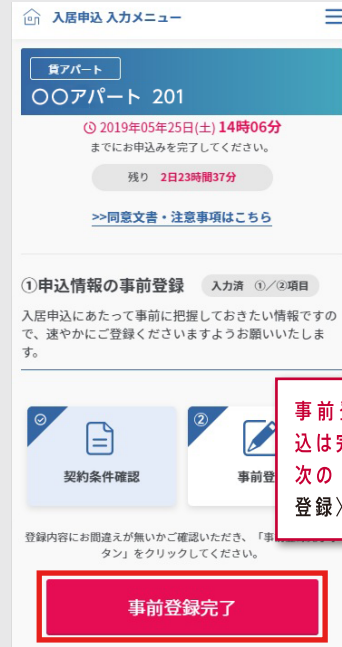 入居申込 入力メニュー
賃アパート
〇〇アパート 201
2019年05年25日(土) 14時06分
までにお申込みを完了してください。
残り 2日23時間37分
>>同意文書・注意事項はこちら
①申込情報の事前登録 入力済 ①／②項目
入居申込にあたって事前に把握しておきたい情報ですの
で、速やかにご登録くださいますようお願いいたしま
す。
②
契約条件確認
事前登
事前
込は
次の
登録〉
登録内容にお間違えが無いかご確認いただき、「事
タン」をクリックしてください。
事前登録完了